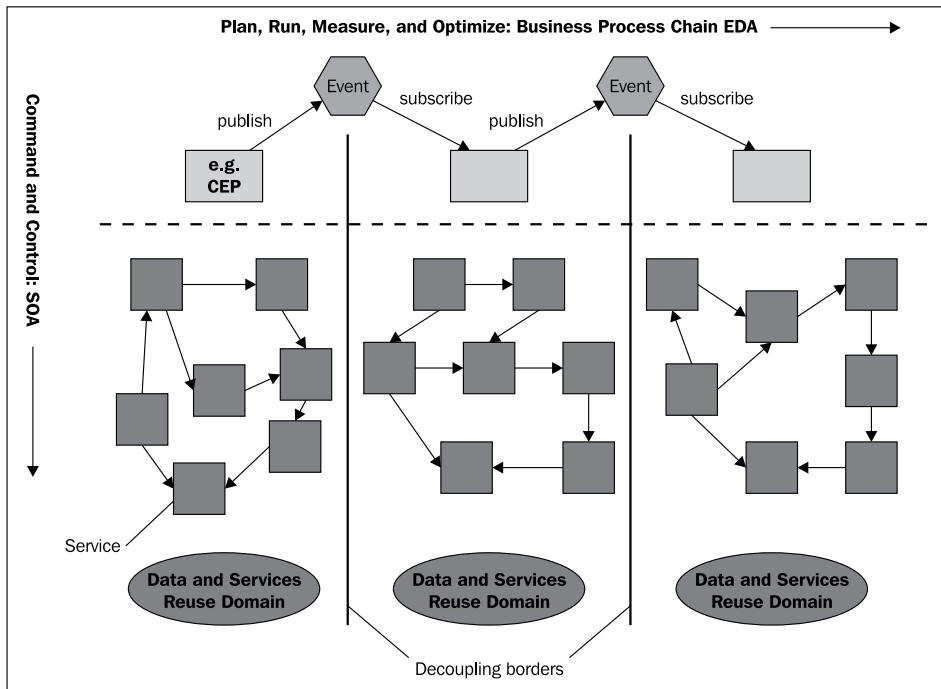 Plan, Run, Measure, and Optimize: Business Process Chain EDA
Command and Control: SOA
Event
Event
publish
subscribe
publish
subscribe
e.g.
CEP
Service
Data and Services
Reuse Domain
Data and Services
Reuse Domain
Data and Services
Reuse Domain
Decoupling borders